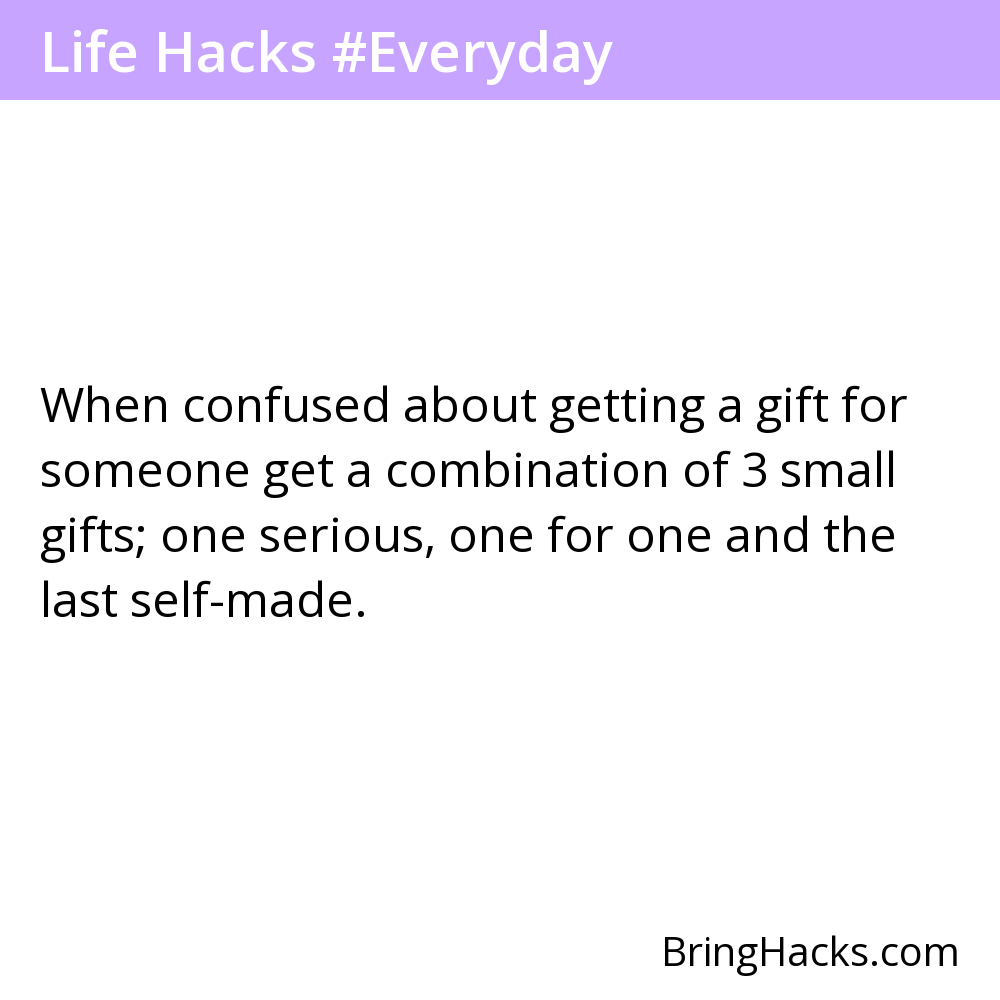 Life Hacks #Everyday
When confused about getting a gift for
someone get a combination of 3 small
gifts; one serious, one for one and the
last self-made.
BringHacks.com